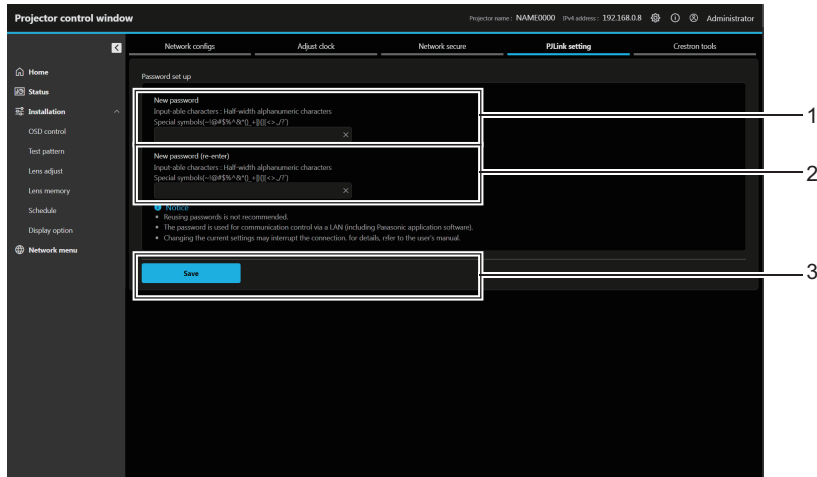 Projector control window
Projector name : NAME0000 IPv4 address : 192.168.0.8 Administrator
Network configs Adjust clock Network secure PJLink setting Crestron tools
Home
Status
Installation
OSD control
Test pattern
Lens adjust
Lens memory
Schedule
Display option
Network menu
Password set up
New password
Input-able characters : Half-width alphanumeric characters
Special symbols
1
New password (re-enter)
Input-able characters : Half-width alphanumeric characters
Special symbols
2
Notice
• Reusing passwords is not recommended.
• The password is used for communication control via a LAN (including Panasonic application software).
• Changing the current settings may interrupt the connection. for details, refer to the user's manual.
Save
3